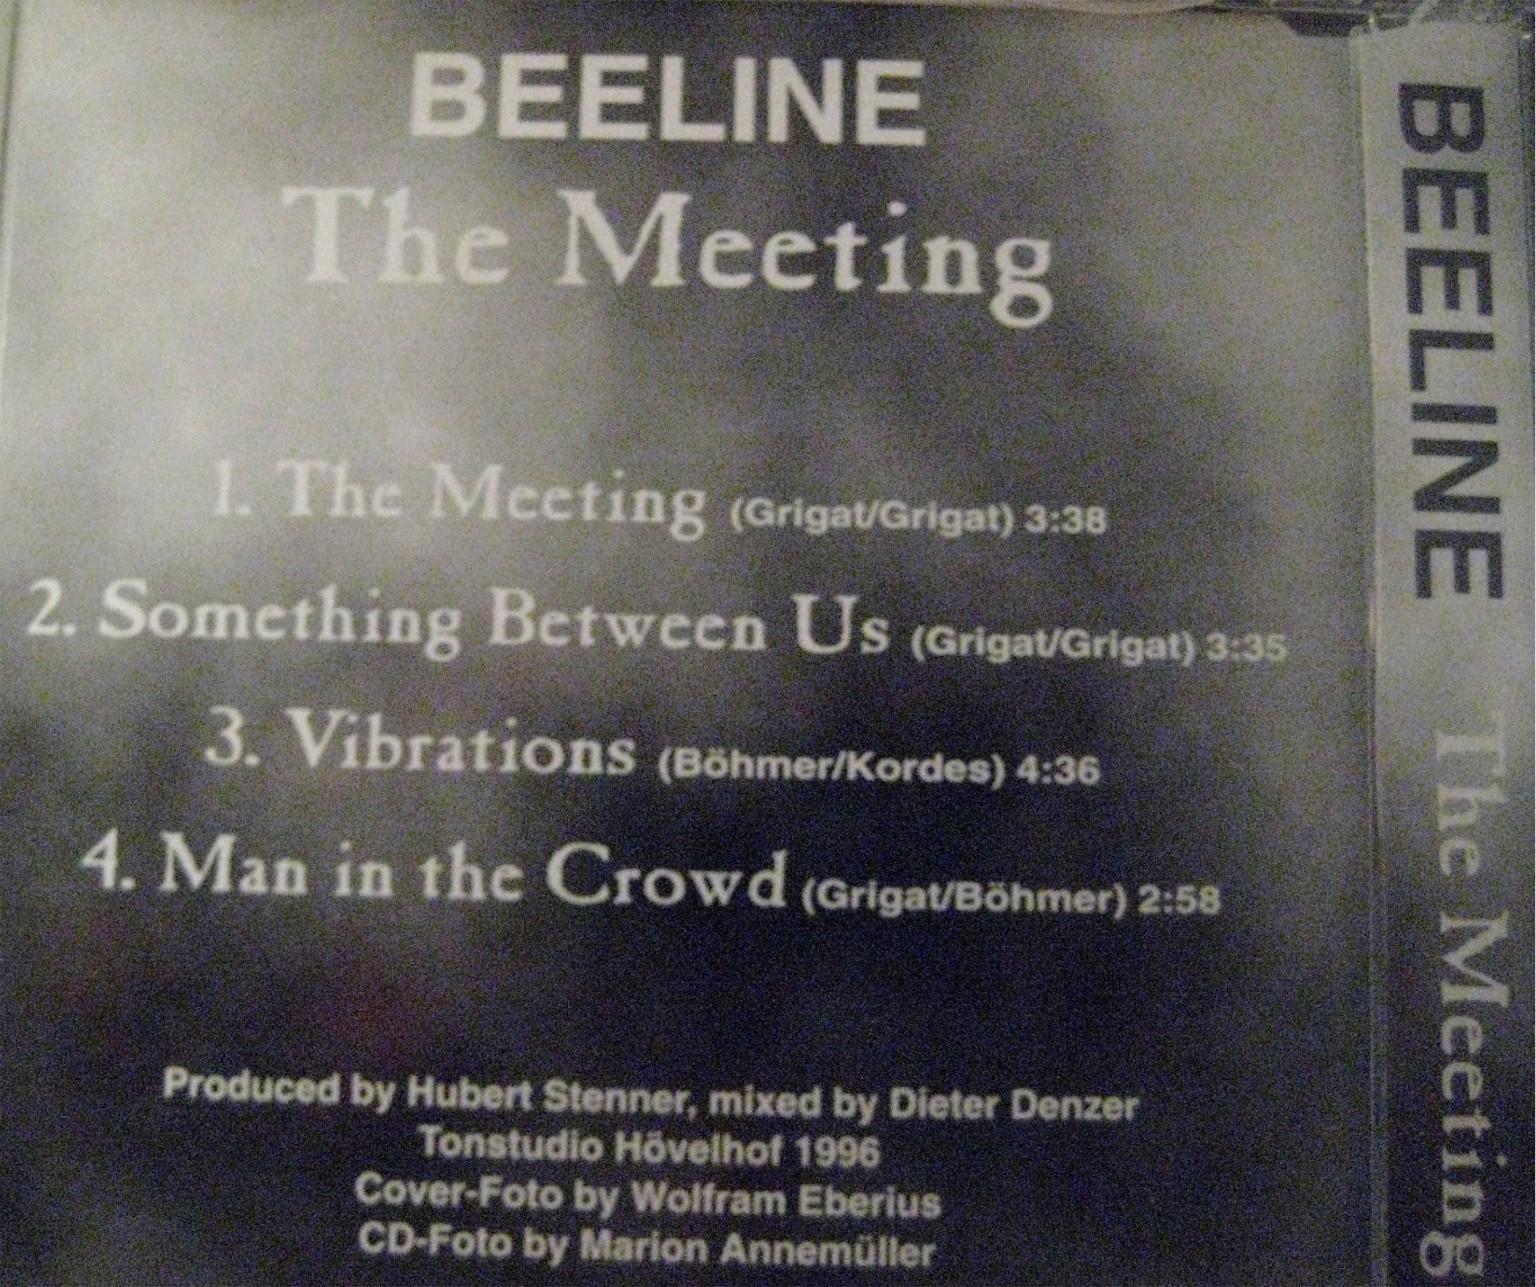 BEELINE
The Meeting
1. The Meeting (Grigat/Grigat) 3:38
2. Something Between Us (Grigat/Grigat) 3:35
3. Vibrations (Böhmer/Kordes) 4:36
4. Man in the Crowd (Grigat/Böhmer) 2:58
Produced by Hubert Stenner, mixed by Dieter Denzer
Tonstudio Hövelhof 1996
Cover-Foto by Wolfram Eberius
CD-Foto by Marion Annemüller
BEELINE The Meeting